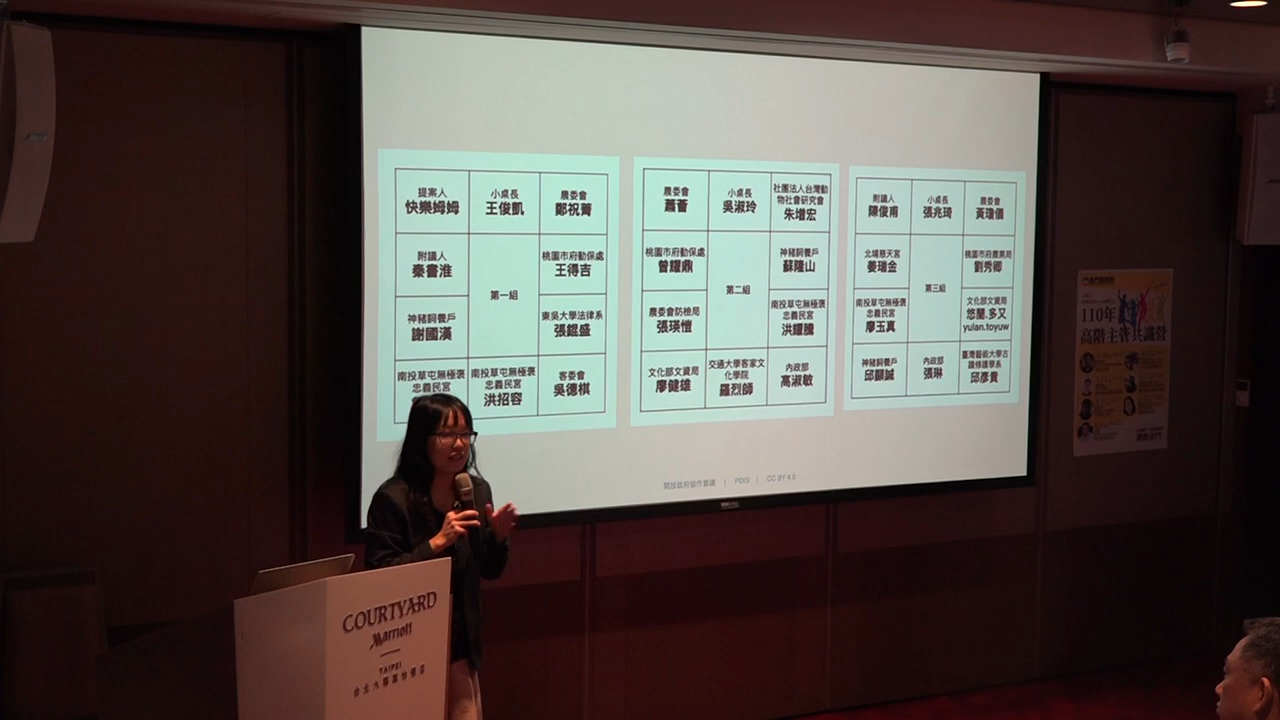 提案人
快樂姆姆
小桌長
王俊凱
農委會
鄭祝菁
附議人
秦書淮
第一組
桃園市府動保處
王得吉
神豬飼養戶
謝國漢
東吳大學法律系
張錕盛
南投草屯無極褒
忠義民宮
南投草屯無極褒
忠義民宮
洪招容
客委會
吳德棋
農委會
蕭薈
小桌長
吳淑玲
社團法人台灣動
物社會研究會
朱增宏
桃園市府動保處
曾耀鼎
第二組
神豬飼養戶
蘇隆山
農委會防檢局
張瑛愷
南投草屯無極褒
忠義民宮
洪耀騰
文化部文資局
廖健雄
交通大學客家文
化學院
羅烈師
內政部
高淑敏
附議人
陳俊甫
小桌長
張兆琦
農委會
黃瓊儀
北埔慈天宮
姜瑞金
第三組
桃園市府農業局
劉秀卿
南投草屯無極褒
忠義民宮
廖玉真
文化部文資局
悠蘭.多又
yulan.toyuw
神豬飼養戶
邱顯誠
內政部
張琳
臺灣藝術大學古
蹟修護學系
邱彥貴
開放政府協作會議 | PDIS | CC BY 4.0
110年
高階主管共識營
COURTYARD
Marriott
TAIPEI